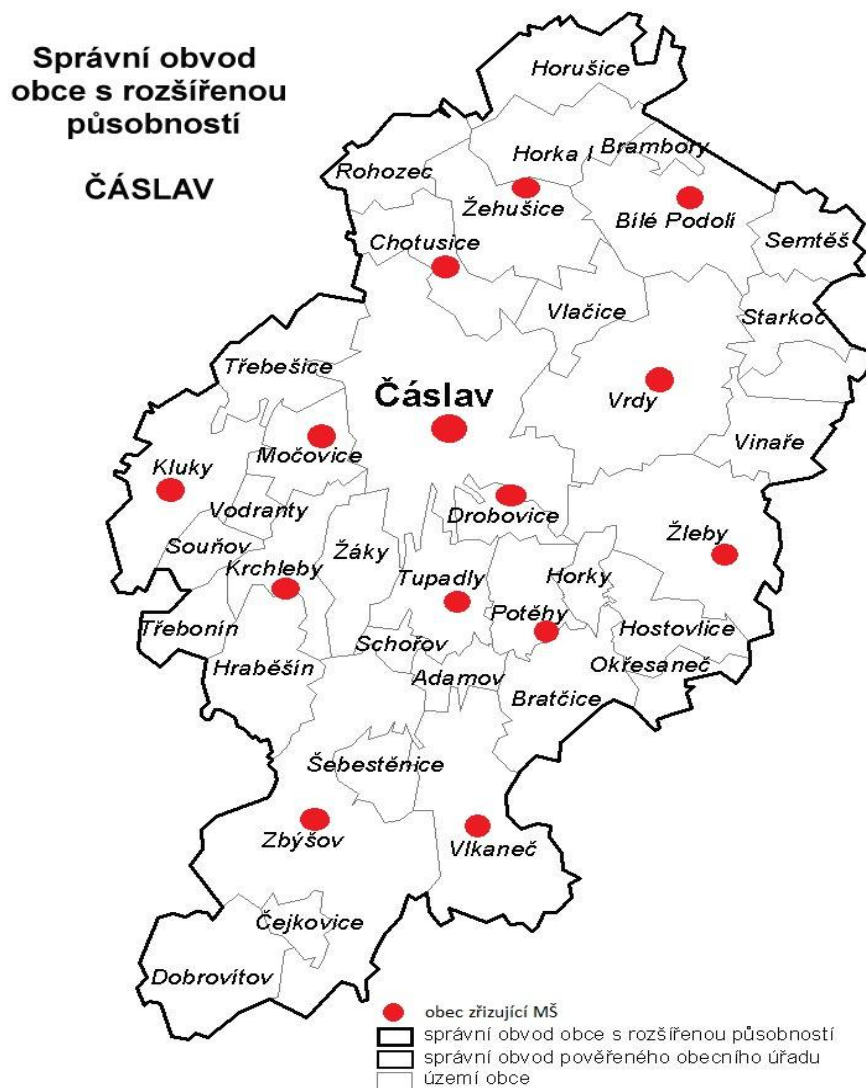 Správní obvod
obce s rozšířenou
působností
ČÁSLAV
Horušice
Horka I
Brambory
Rohozec
Žehušice
Bílé Podolí
Chotusice
Semtěš
Vlačice
Starkoč
Třebešice
Čáslav
Vrdy
Močovice
Vinaře
Kluky
Vodranty
Drobovice
Souňov
Žáky
Žleby
Krchleby
Tupadly
Horky
Potěhy
Třebonín
Schořov
Hostovlice
Hraběšín
Adamov
Okřesaneč
Bratčice
Šebestěnice
Zbýšov
Vlkaneč
Čejkovice
Dobrovítov
obec zřizující MŠ
správní obvod obce s rozšířenou působností
správní obvod pověřeného obecního úřadu
území obce